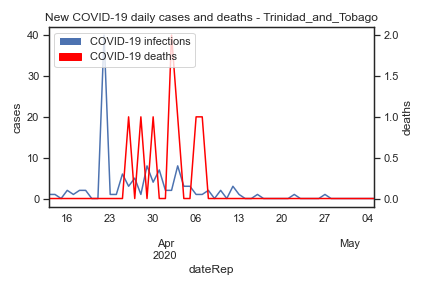 New COVID-19 daily cases and deaths - Trinidad_and_Tobago
COVID-19 infections
COVID-19 deaths
40
30
20
10
0
cases
2.0
1.5
1.0
0.5
0.0
deaths
16 23 30 06 13 20 27 04
Apr May
2020
dateRep